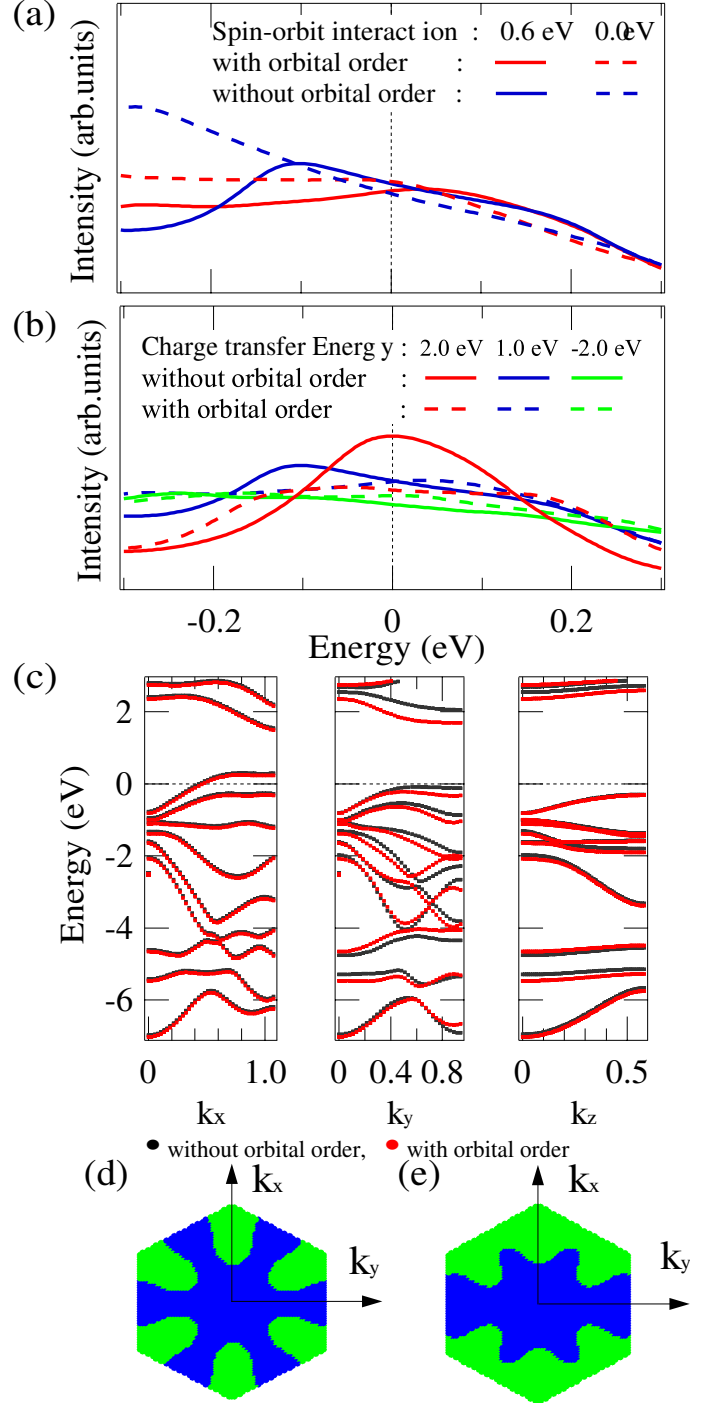 (a)
Spin-orbit interact ion : 0.6 eV 0.0eV
with orbital order :
without orbital order :
Intensity (arb.units)
(b)
Charge transfer Energ y : 2.0 eV 1.0 eV -2.0 eV
without orbital order :
with orbital order :
Intensity (arb.units)
-0.2 0 0.2
Energy (eV)
(c)
2
0
-2
-4
-6
Energy (eV)
0 1.0 0 0.4 0.8 0 0.5
kx ky kz
without orbital order, with orbital order
(d) kx (e) kx
ky ky